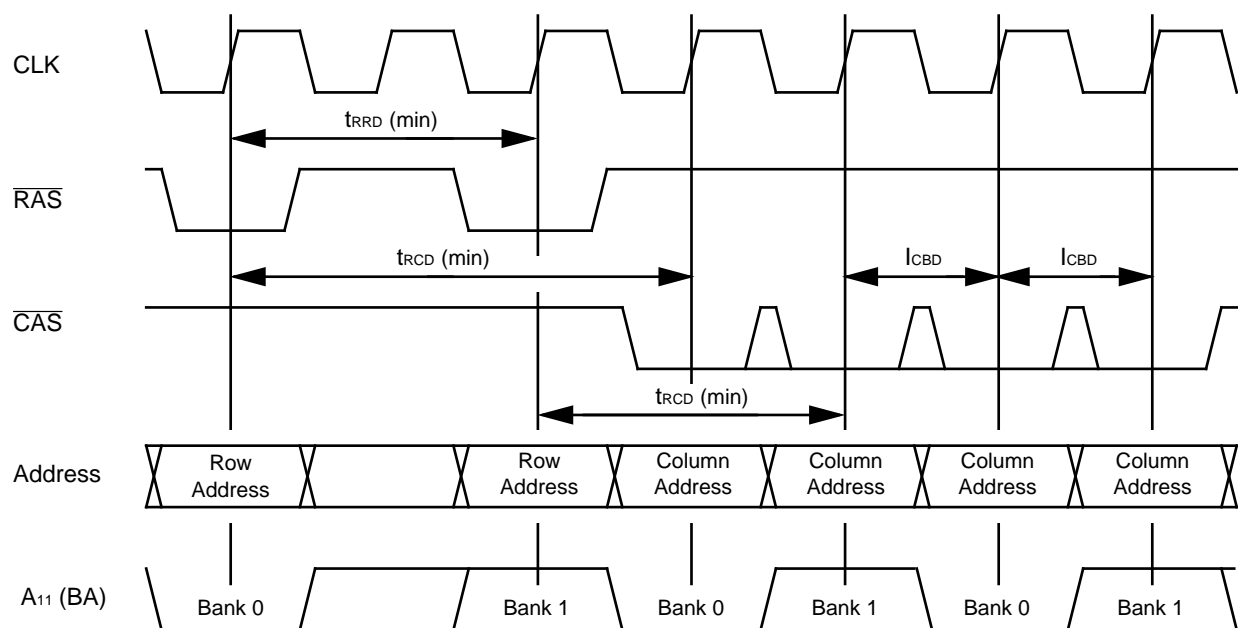 CLK
tRRD (min)
RAS
tRCD (min)
ICBD
ICBD
CAS
tRCD (min)
Address
Row
Address
Row
Address
Column
Address
Column
Address
Column
Address
Column
Address
A11 (BA)
Bank 0
Bank 1
Bank 0
Bank 1
Bank 0
Bank 1